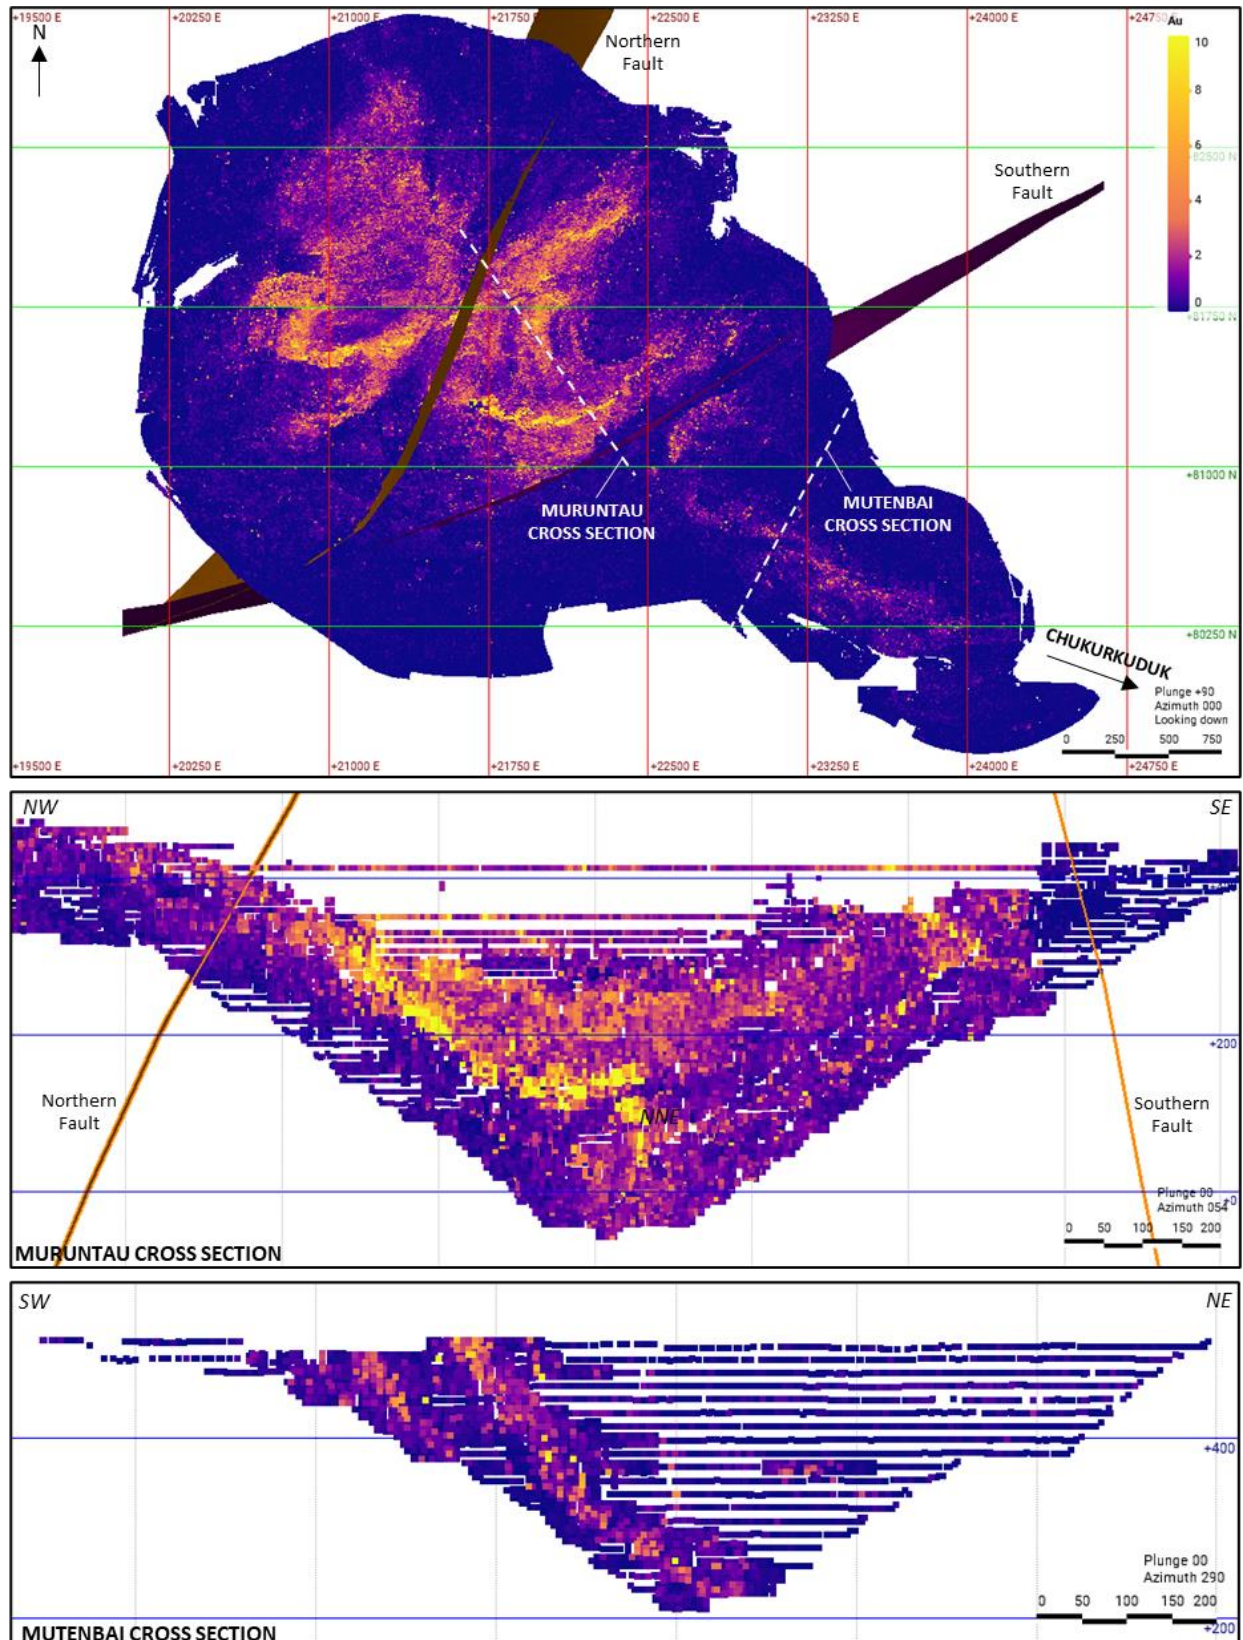 +19500 E
+20250 E
+21000 E
+21750 E
+22500 E
+23250 E
+24000 E
+24750 E
Au
N
Northern
Fault
10
8
6
4
2
0
+82500 N
Southern
Fault
+81750 N
MURUNTAU
CROSS SECTION
MUTENBAI
CROSS SECTION
+81000 N
+80250 N
CHUKURKUDUK
Plunge +90
Azimuth 000
Looking down
0 250 500 750
+19500 E
+20250 E
+21000 E
+21750 E
+22500 E
+23250 E
+24000 E
+24750 E
NW
SE
+200
Northern
Fault
NNE
Southern
Fault
Plunge 00
+0
Azimuth 054
0 50 100 150 200
MURUNTAU CROSS SECTION
SW
NE
+400
Plunge 00
Azimuth 290
0 50 100 150 200
+200
MUTENBAI CROSS SECTION